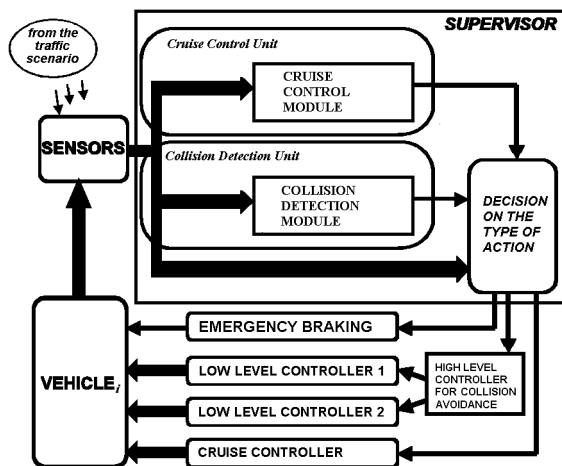 from the
traffic
scenario
SUPERVISOR
Cruise Control Unit
CRUISE
CONTROL
MODULE
SENSORS
Collision Detection Unit
COLLISION
DETECTION
MODULE
DECISION
ON THE
TYPE OF
ACTION
EMERGENCY BRAKING
VEHICLEi
LOW LEVEL CONTROLLER 1
LOW LEVEL CONTROLLER 2
HIGH LEVEL
CONTROLLER
FOR COLLISION
AVOIDANCE
CRUISE CONTROLLER